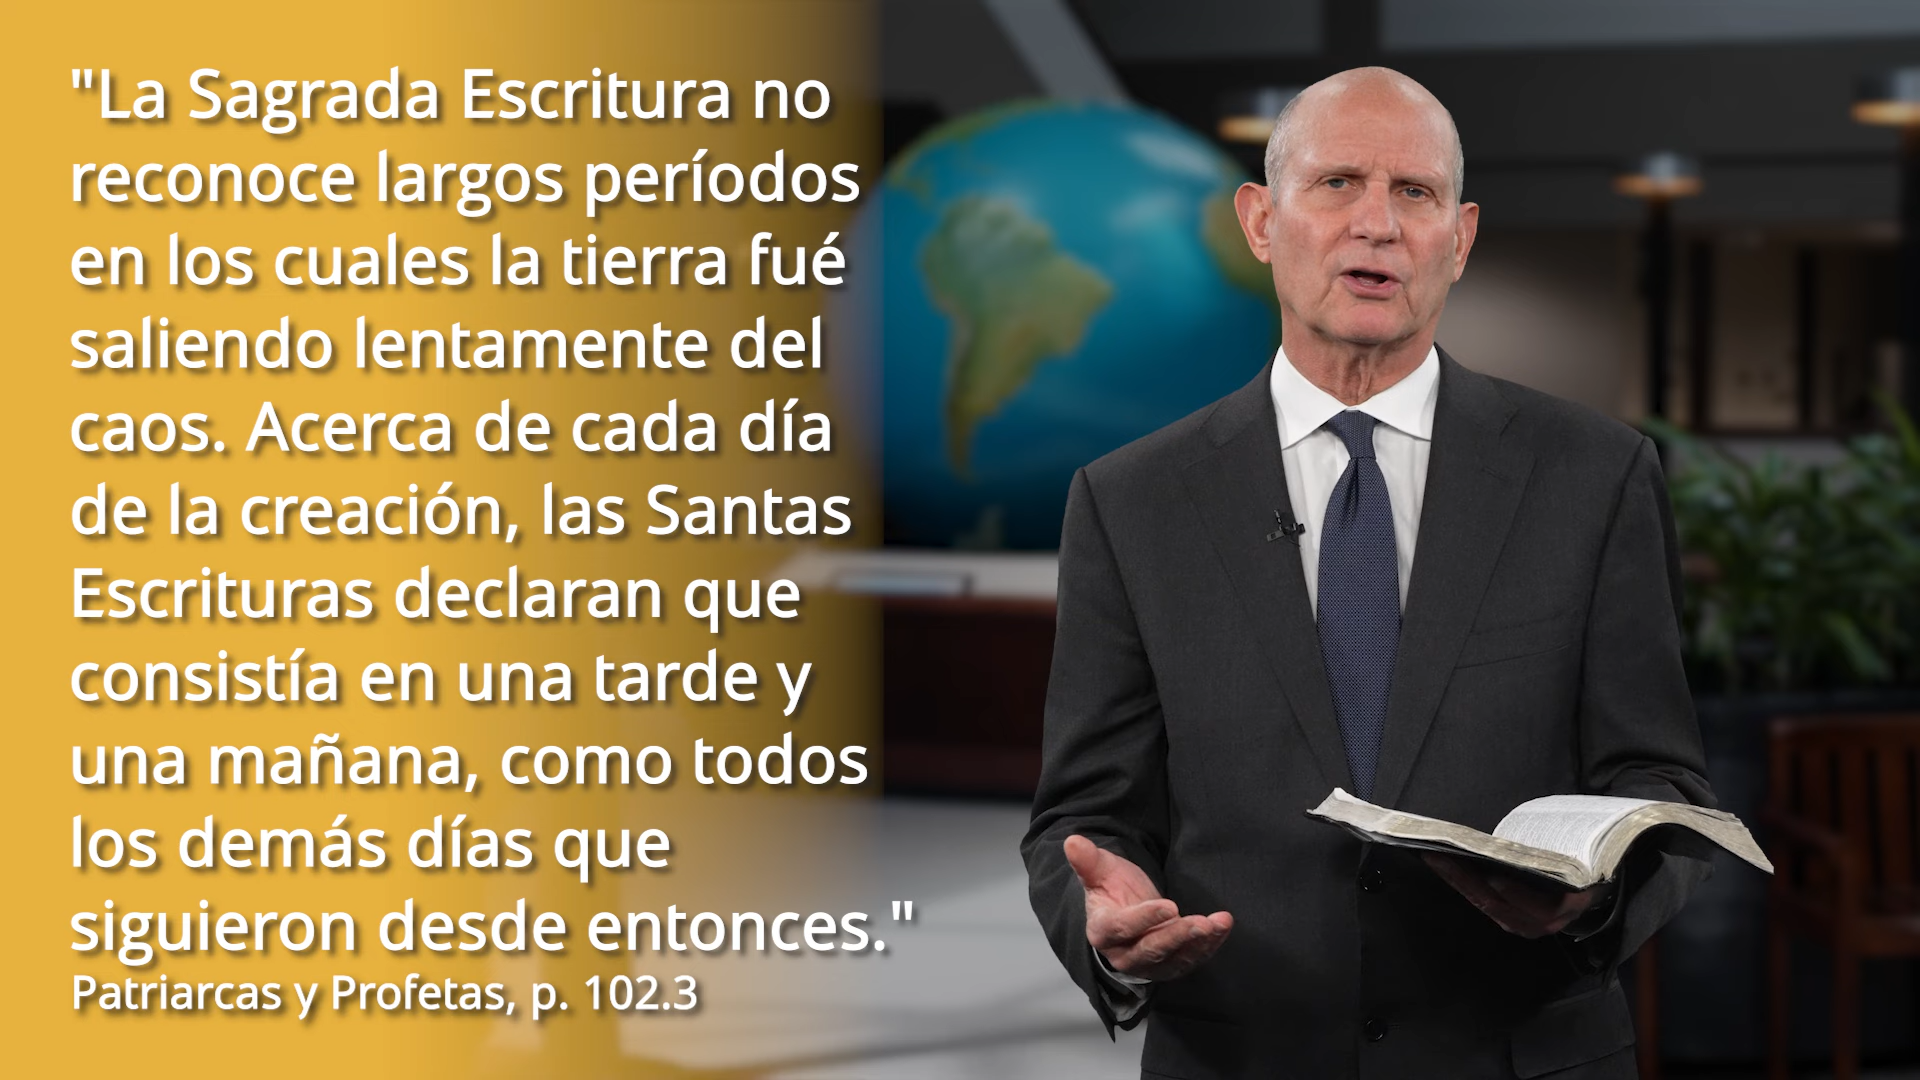 "La Sagrada Escritura no
reconoce largos períodos
en los cuales la tierra fué
saliendo lentamente del
caos. Acerca de cada día
de la creación, las Santas
Escrituras declaran que
consistía en una tarde y
una mañana, como todos
los demás días que
siguieron desde entonces."
Patriarcas y Profetas, p. 102.3